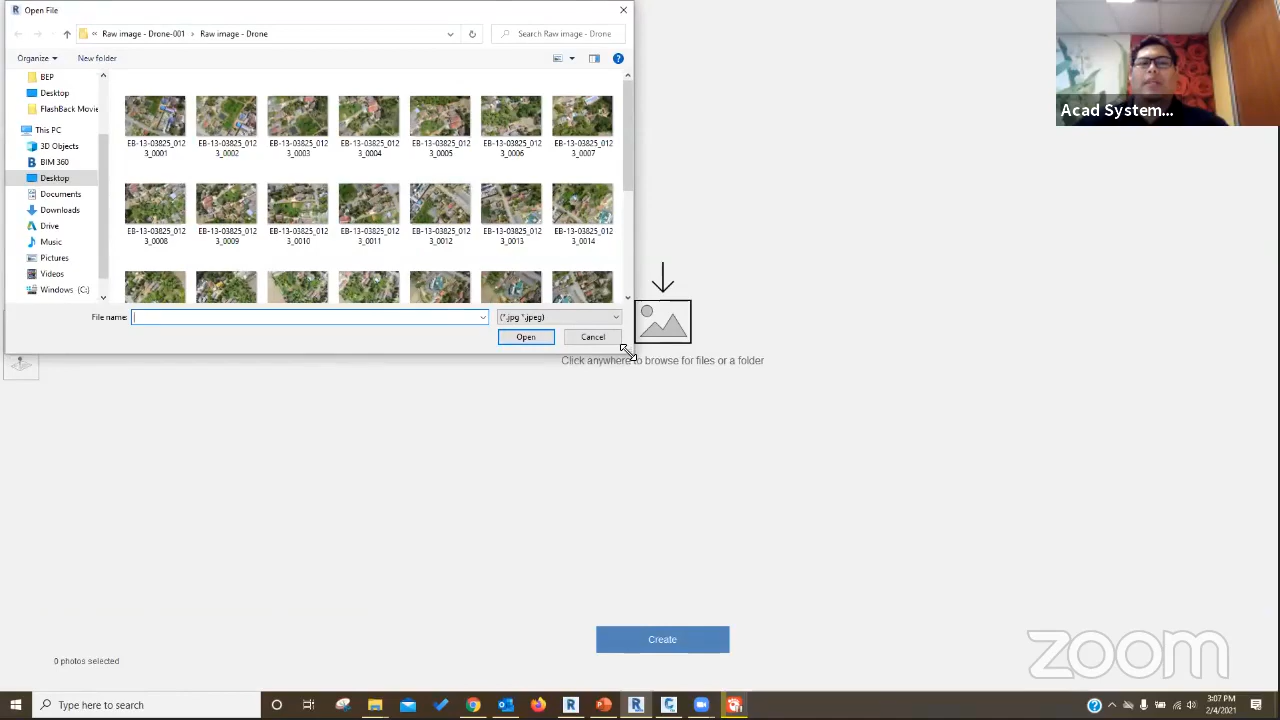 Open File
« Raw image - Drone-001 > Raw image - Drone
Search Raw image - Drone
Organize
New folder
BEP
Desktop
FlashBack Movie
This PC
3D Objects
BIM 360
Desktop
Documents
Downloads
Drive
Music
Pictures
Videos
Windows (C:)
EB-13-03825_012
3_0001
EB-13-03825_012
3_0002
EB-13-03825_012
3_0003
EB-13-03825_012
3_0004
EB-13-03825_012
3_0005
EB-13-03825_012
3_0006
EB-13-03825_012
3_0007
EB-13-03825_012
3_0008
EB-13-03825_012
3_0009
EB-13-03825_012
3_0010
EB-13-03825_012
3_0011
EB-13-03825_012
3_0012
EB-13-03825_012
3_0013
EB-13-03825_012
3_0014
File name:
(*.jpg *.jpeg)
Open
Cancel
Acad System...
Click anywhere to browse for files or a folder
Create
0 photos selected
zoom
Type here to search
3:07 PM
2/4/2021